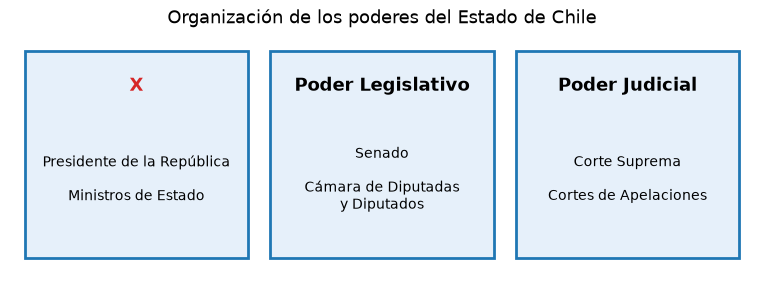 Organización de los poderes del Estado de Chile
X
Presidente de la República
Ministros de Estado
Poder Legislativo
Senado
Cámara de Diputadas
y Diputados
Poder Judicial
Corte Suprema
Cortes de Apelaciones